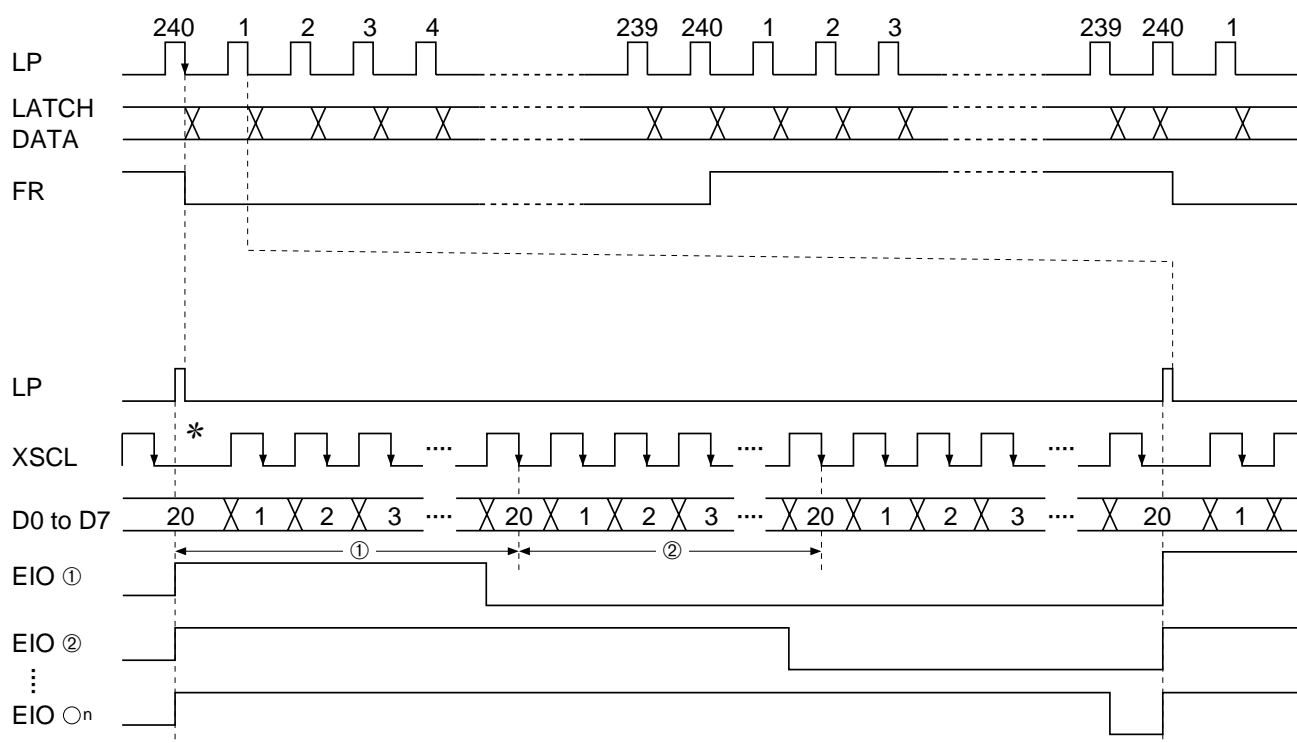 240 1 2 3 4 239 240 1 2 3 239 240 1
LP
LATCH
DATA
FR
LP
*
XSCL
D0 to D7 20 1 2 3 20 1 2 3 20 1 2 3 20 1
① ②
EIO ①
EIO ②
EIO ○n